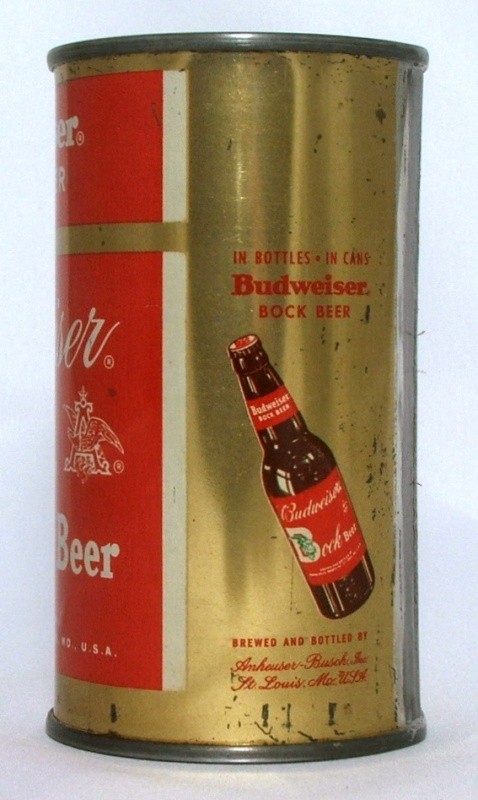 er®
ER
iser®
®
Beer
MO., U.S.A.
IN BOTTLES • IN CANS
Budweiser®
BOCK BEER
Budweiser
BOCK BEER
Budweiser
Bock Beer
BREWED AND BOTTLED BY
Anheuser-Busch, Inc.
St. Louis, Mo. U.S.A.